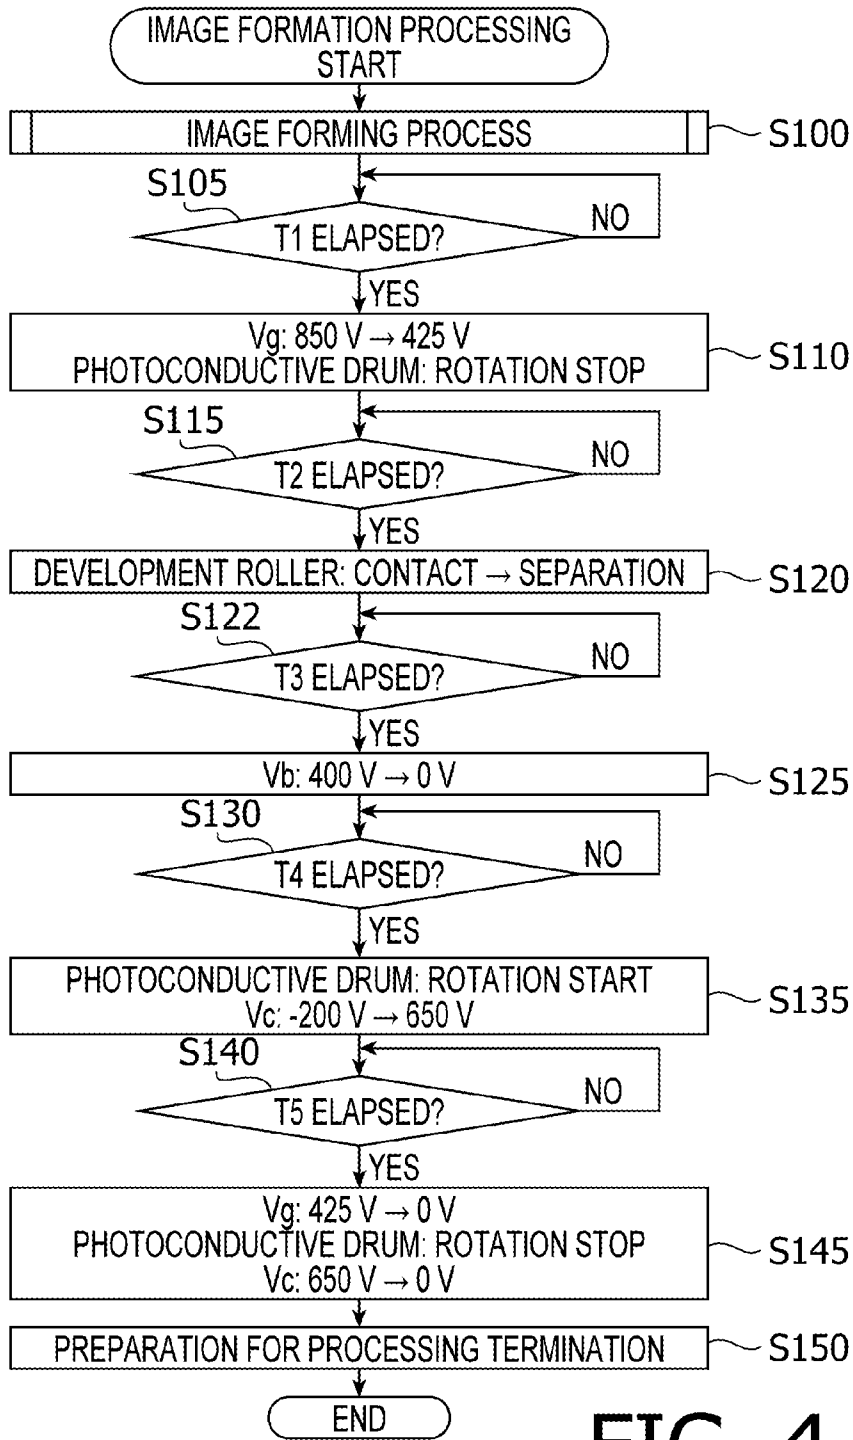 IMAGE FORMATION PROCESSING
START
IMAGE FORMING PROCESS
S100
S105
T1 ELAPSED?
NO
YES
Vg: 850 V → 425 V
PHOTOCONDUCTIVE DRUM: ROTATION STOP
S110
S115
T2 ELAPSED?
NO
YES
DEVELOPMENT ROLLER: CONTACT → SEPARATION
S120
S122
T3 ELAPSED?
NO
YES
Vb: 400 V → 0 V
S125
S130
T4 ELAPSED?
NO
YES
PHOTOCONDUCTIVE DRUM: ROTATION START
Vc: -200 V → 650 V
S135
S140
T5 ELAPSED?
NO
YES
Vg: 425 V → 0 V
PHOTOCONDUCTIVE DRUM: ROTATION STOP
Vc: 650 V → 0 V
S145
PREPARATION FOR PROCESSING TERMINATION
S150
END
FIG. 4